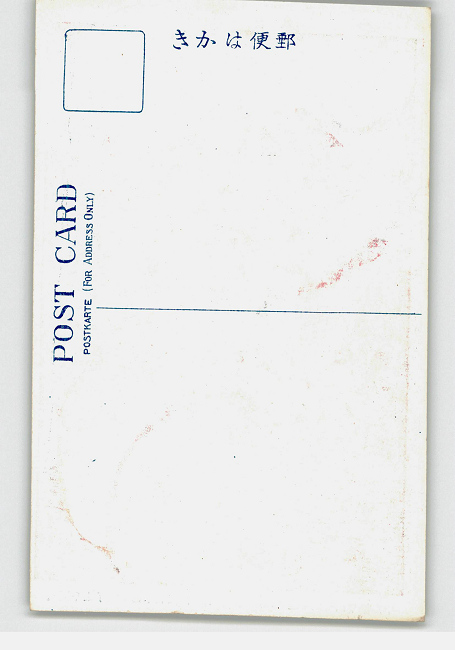 きかは便郵
POST CARD
POSTKARTE (FOR ADDRESS ONLY)